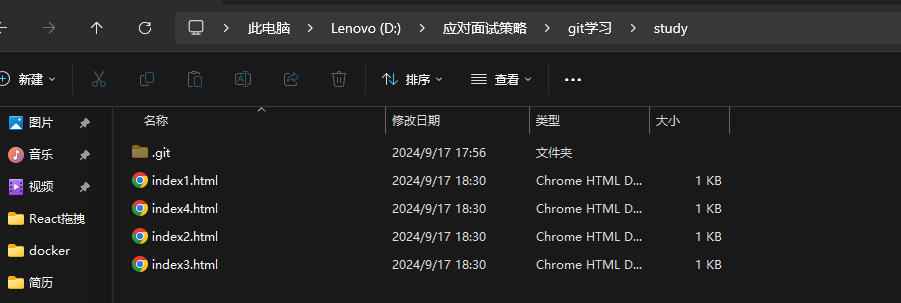 此电脑 > Lenovo (D:) > 应对面试策略 > git学习 > study
新建 排序 查看 ...
名称 修改日期 类型 大小
图片
音乐
视频
React拖拽
docker
简历
.git 2024/9/17 17:56 文件夹
index1.html 2024/9/17 18:30 Chrome HTML D... 1 KB
index4.html 2024/9/17 18:30 Chrome HTML D... 1 KB
index2.html 2024/9/17 18:30 Chrome HTML D... 1 KB
index3.html 2024/9/17 18:30 Chrome HTML D... 1 KB